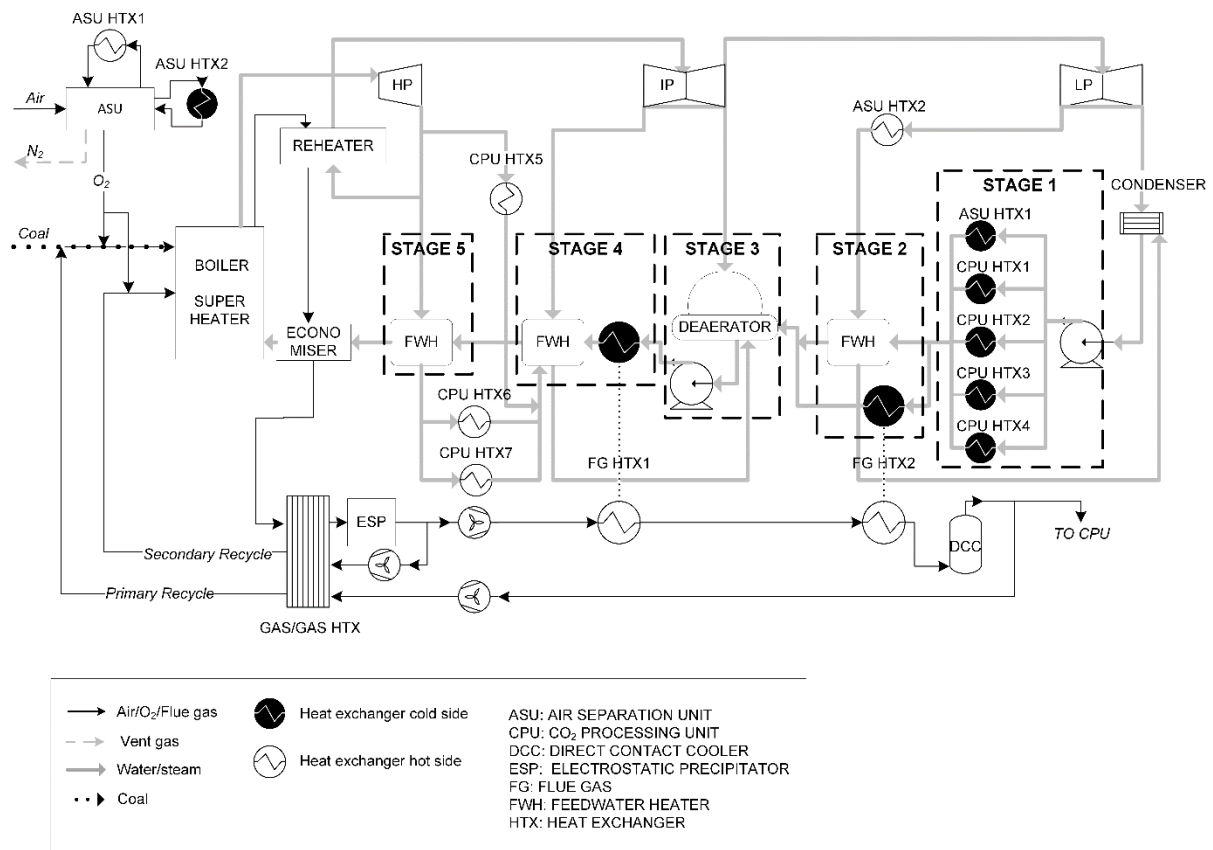 ASU HTX1
ASU HTX2
Air
ASU
N2
O2
Coal
BOILER
SUPER
HEATER
REHEATER
ECONO
MISER
HP
IP
LP
CPU HTX5
ASU HTX2
CONDENSER
STAGE 5
FWH
STAGE 4
FWH
STAGE 3
DEAERATOR
STAGE 2
FWH
STAGE 1
ASU HTX1
CPU HTX1
CPU HTX2
CPU HTX3
CPU HTX4
CPU HTX6
CPU HTX7
FG HTX1
FG HTX2
ESP
DCC
TO CPU
Secondary Recycle
Primary Recycle
GAS/GAS HTX
Air/O2/Flue gas
Vent gas
Water/steam
Coal
Heat exchanger cold side
Heat exchanger hot side
ASU: AIR SEPARATION UNIT
CPU: CO2 PROCESSING UNIT
DCC: DIRECT CONTACT COOLER
ESP: ELECTROSTATIC PRECIPITATOR
FG: FLUE GAS
FWH: FEEDWATER HEATER
HTX: HEAT EXCHANGER